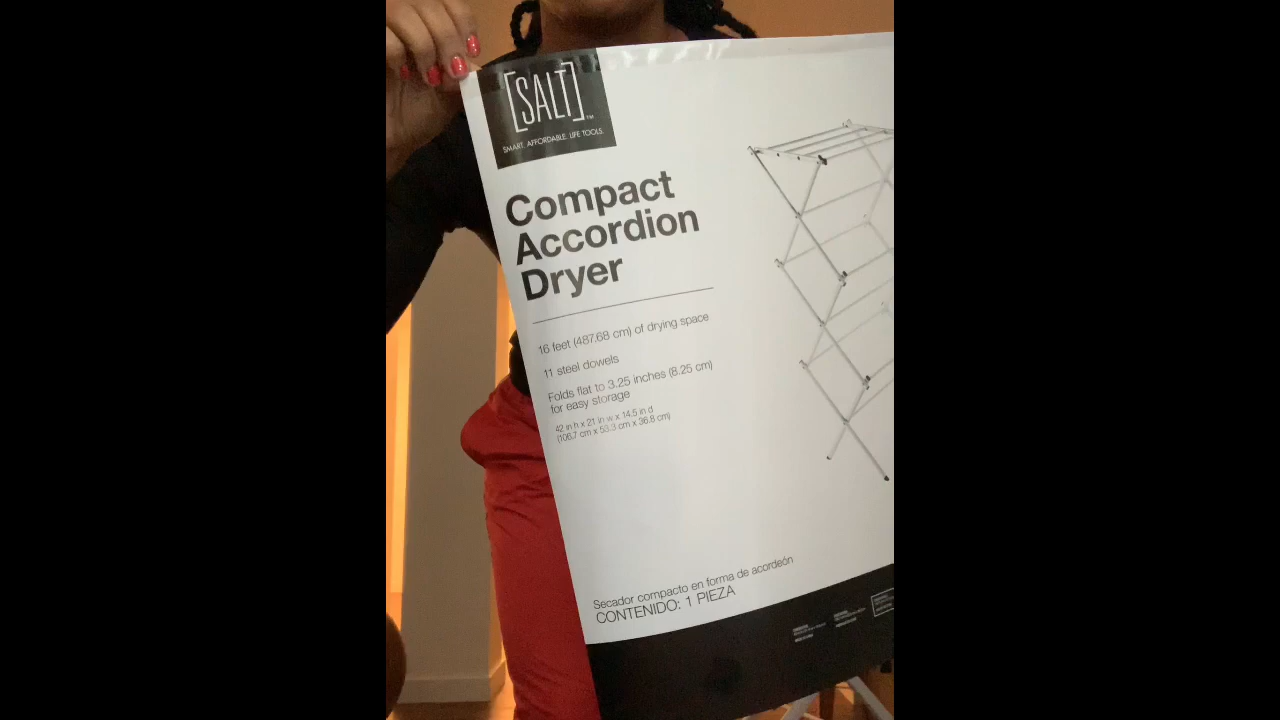 [SALT]™
SMART. AFFORDABLE. LIFE TOOLS.
Compact
Accordion
Dryer
16 feet (487.68 cm) of drying space
11 steel dowels
Folds flat to 3.25 inches (8.25 cm)
for easy storage
42 in h x 21 in w x 14.5 in d
(106.7 cm x 53.3 cm x 36.8 cm)
Secador compacto en forma de acordeón
CONTENIDO: 1 PIEZA